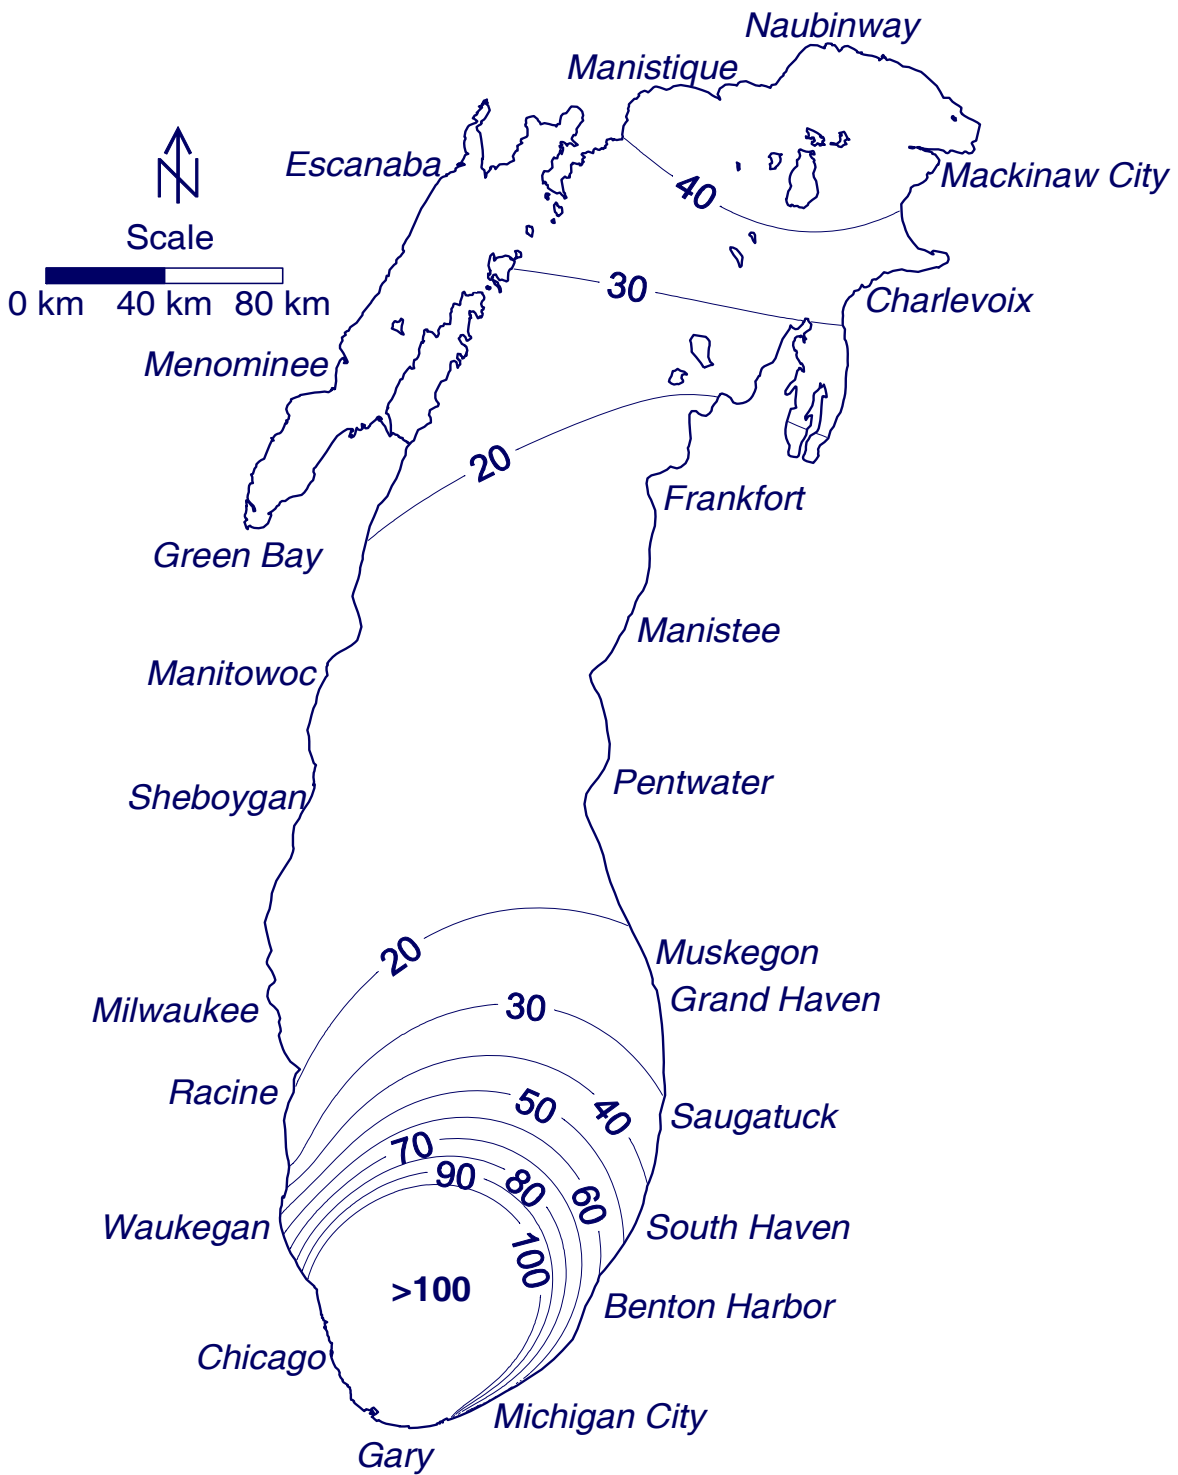 Naubinway
Manistique
Escanaba
N
Mackinaw City
40
Scale
0 km 40 km 80 km
30
Charlevoix
Menominee
20
Frankfort
Green Bay
Manistee
Manitowoc
Pentwater
Sheboygan
20
Muskegon
Grand Haven
30
Milwaukee
Racine
50
40
Saugatuck
70
90
80
60
Waukegan
South Haven
100
>100
Benton Harbor
Chicago
Michigan City
Gary